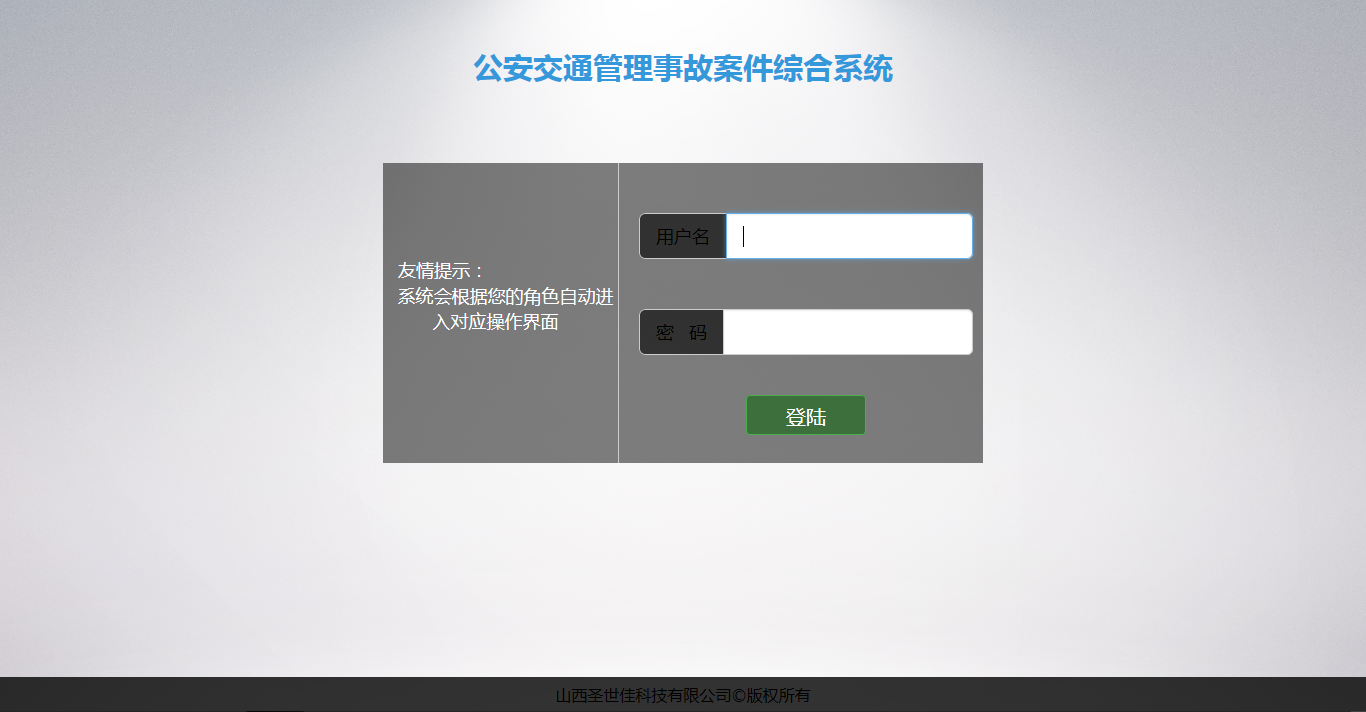 公安交通管理事故案件综合系统
友情提示：
系统会根据您的角色自动进
入对应操作界面
用户名
密 码
登陆
山西圣世佳科技有限公司©版权所有